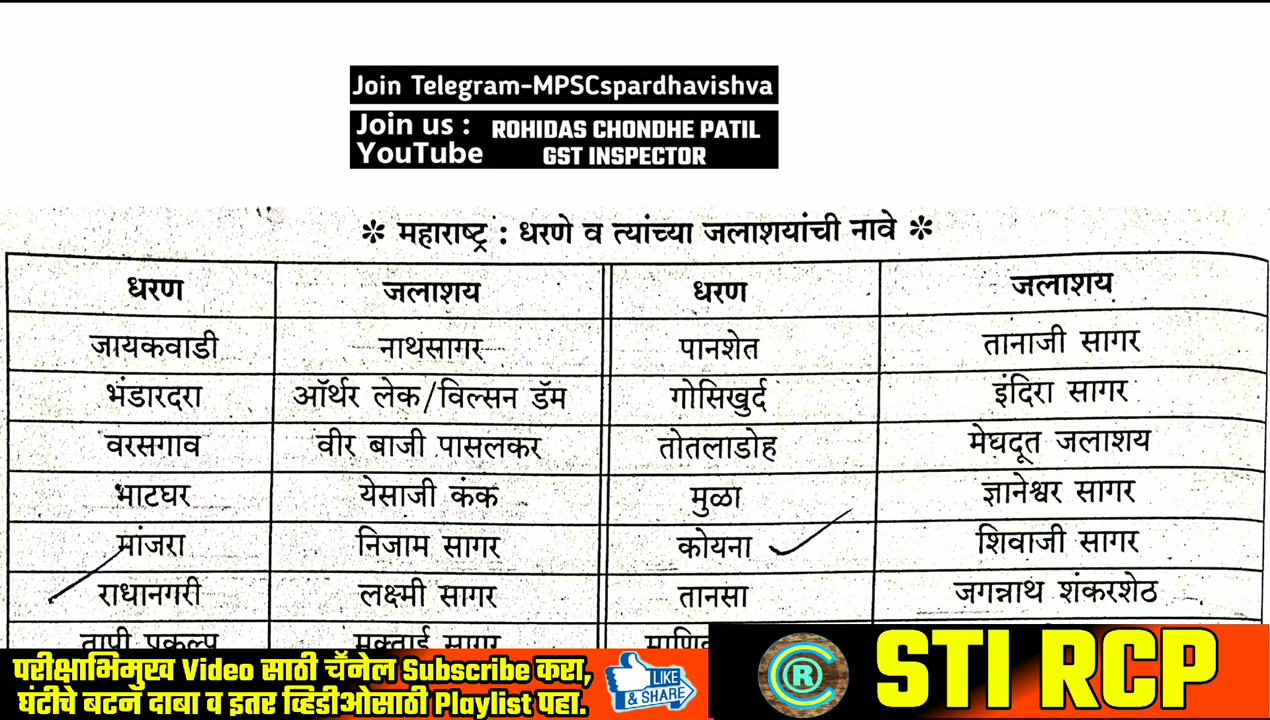 Join Telegram-MPSCspardhavishva
Join us : ROHIDAS CHONDHE PATIL
YouTube GST INSPECTOR
* महाराष्ट्र : धरणे व त्यांच्या जलाशयांची नावे *
धरण जलाशय धरण जलाशय
जायकवाडी नाथसागर पानशेत तानाजी सागर
भंडारदरा ऑर्थर लेक/विल्सन डॅम गोसिखुर्द इंदिरा सागर
वरसगाव वीर बाजी पासलकर तोतलाडोह मेघदूत जलाशय
भाटघर येसाजी कंक मुळा ज्ञानेश्वर सागर
मांजरा निजाम सागर कोयना शिवाजी सागर
राधानगरी लक्ष्मी सागर तानसा जगन्नाथ शंकरशेठ
तापी प्रकल्प मुक्ताई सागर
परीक्षाभिमुख Video साठी चॅनेल Subscribe करा,
घंटीचे बटन दाबा व इतर व्हिडीओसाठी Playlist पहा.
LIKE
& SHARE
C R
STI RCP